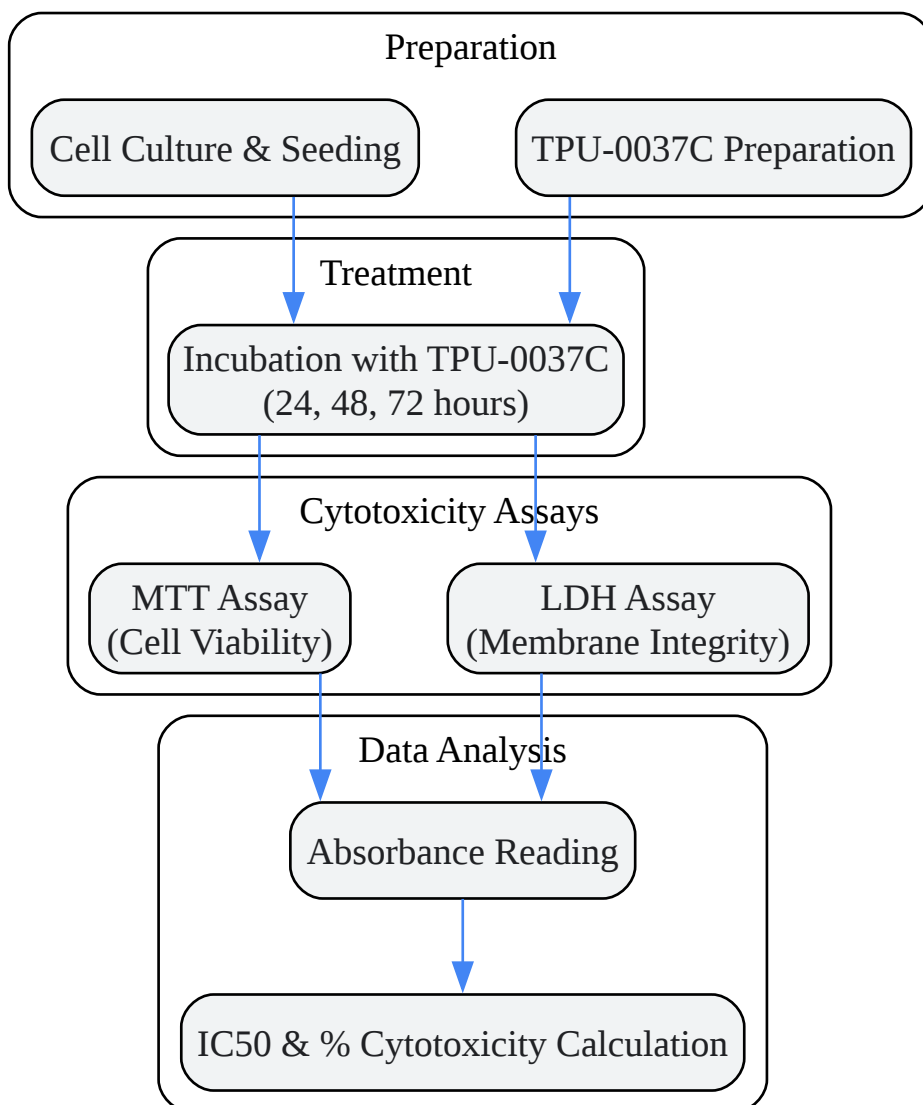 Preparation
Cell Culture & Seeding
TPU-0037C Preparation
Treatment
Incubation with TPU-0037C
(24, 48, 72 hours)
Cytotoxicity Assays
MTT Assay
(Cell Viability)
LDH Assay
(Membrane Integrity)
Data Analysis
Absorbance Reading
IC50 & % Cytotoxicity Calculation